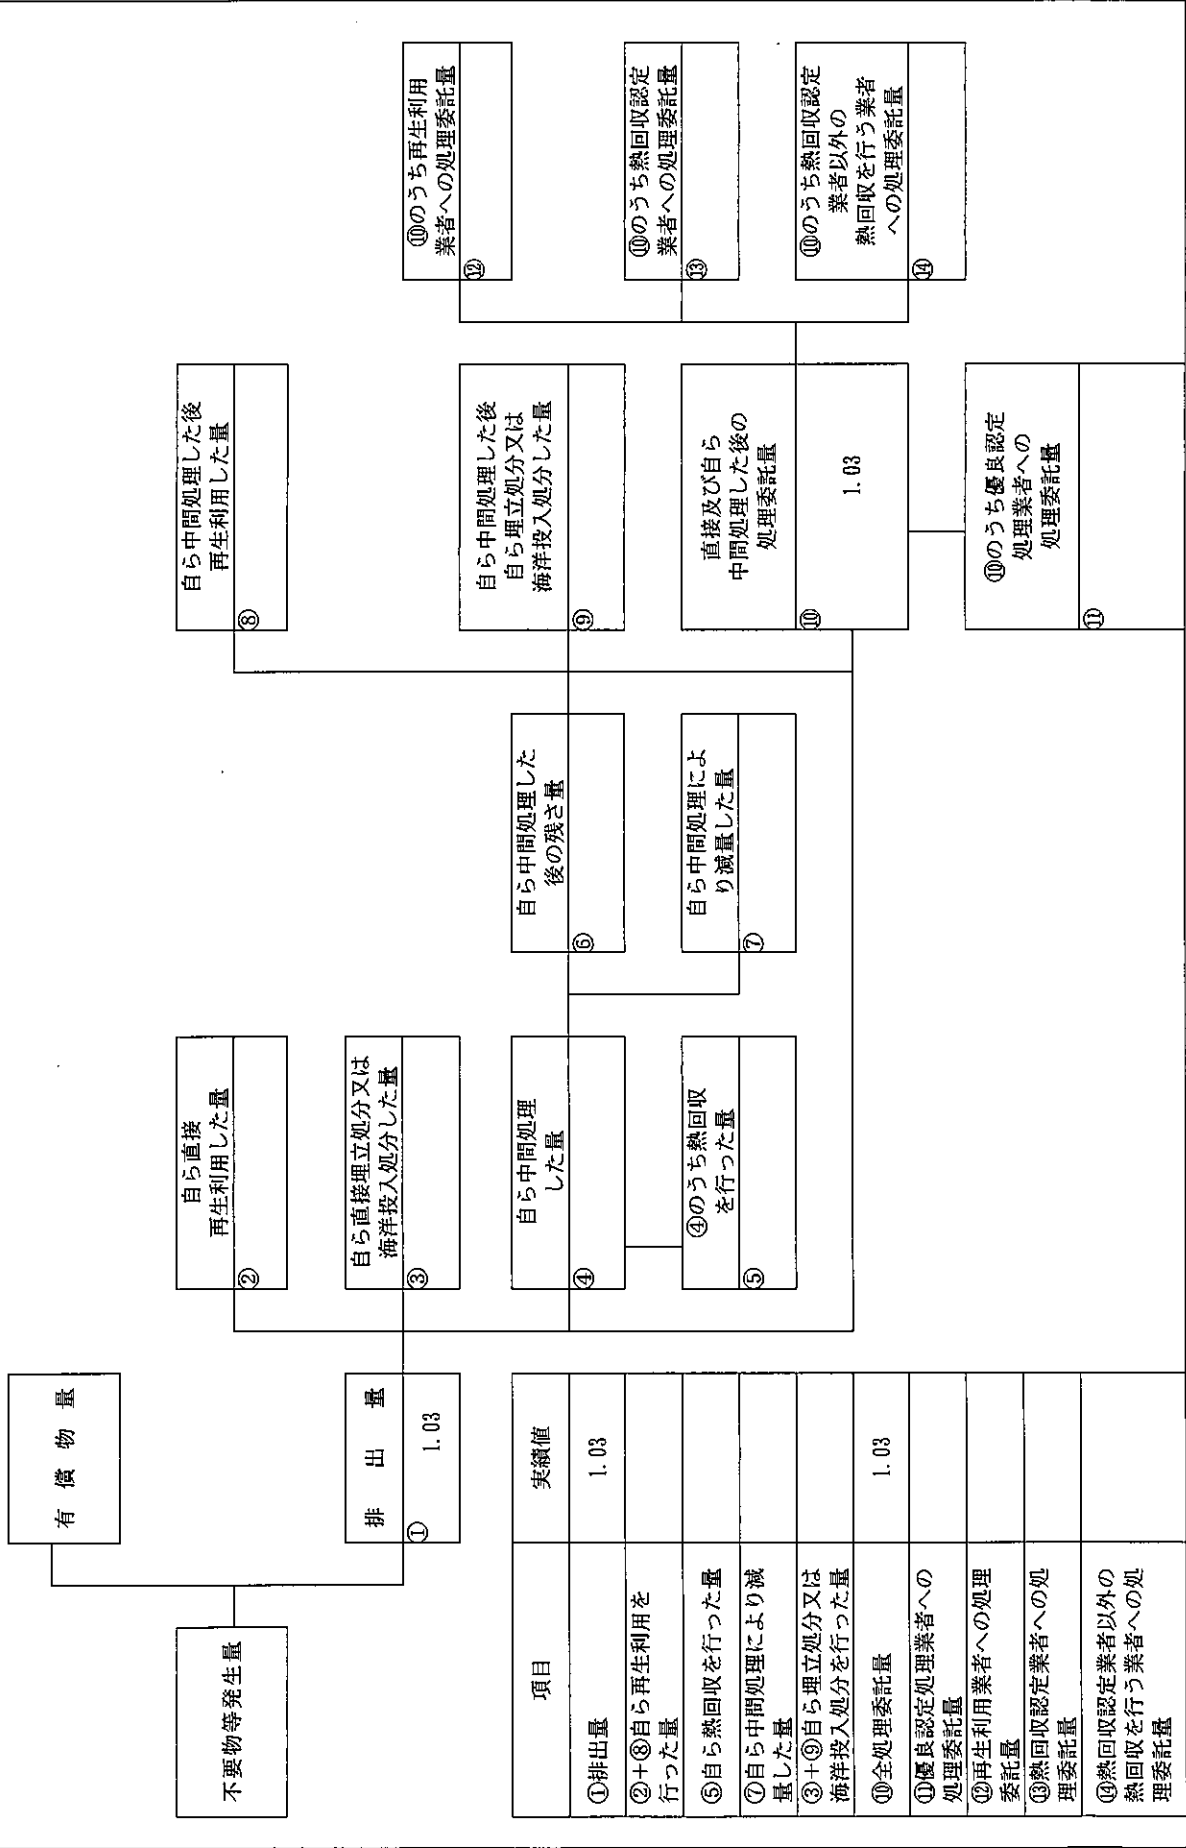 有償物量
不要物等発生量
排出量
①
1.03
自ら直接
再生利用した量
②
自ら直接埋立処分又は
海洋投入処分した量
③
自ら中間処理
した量
④
④のうち熱回収
を行った量
⑤
自ら中間処理した
後の残さ量
⑥
自ら中間処理によ
り減量した量
⑦
自ら中間処理した後
再生利用した量
⑧
自ら中間処理した後
自ら埋立処分又は
海洋投入処分した量
⑨
直接及び自ら
中間処理した後の
処理委託量
⑩
1.03
⑩のうち優良認定
処理業者への
処理委託量
⑪
⑩のうち再生利用
業者への処理委託量
⑫
⑩のうち熱回収認定
業者への処理委託量
⑬
⑩のうち熱回収認定
業者以外の
熱回収を行う業者
への処理委託量
⑭
項目
実績値
①排出量
1.03
②+⑧自ら再生利用を
行った量
⑤自ら熱回収を行った量
⑦自ら中間処理により減
量した量
③+⑨自ら埋立処分又は
海洋投入処分を行った量
⑩全処理委託量
1.03
⑪優良認定処理業者への
処理委託量
⑫再生利用業者への処理
委託量
⑬熱回収認定業者への処
理委託量
⑭熱回収認定業者以外の
熱回収を行う業者への処
理委託量